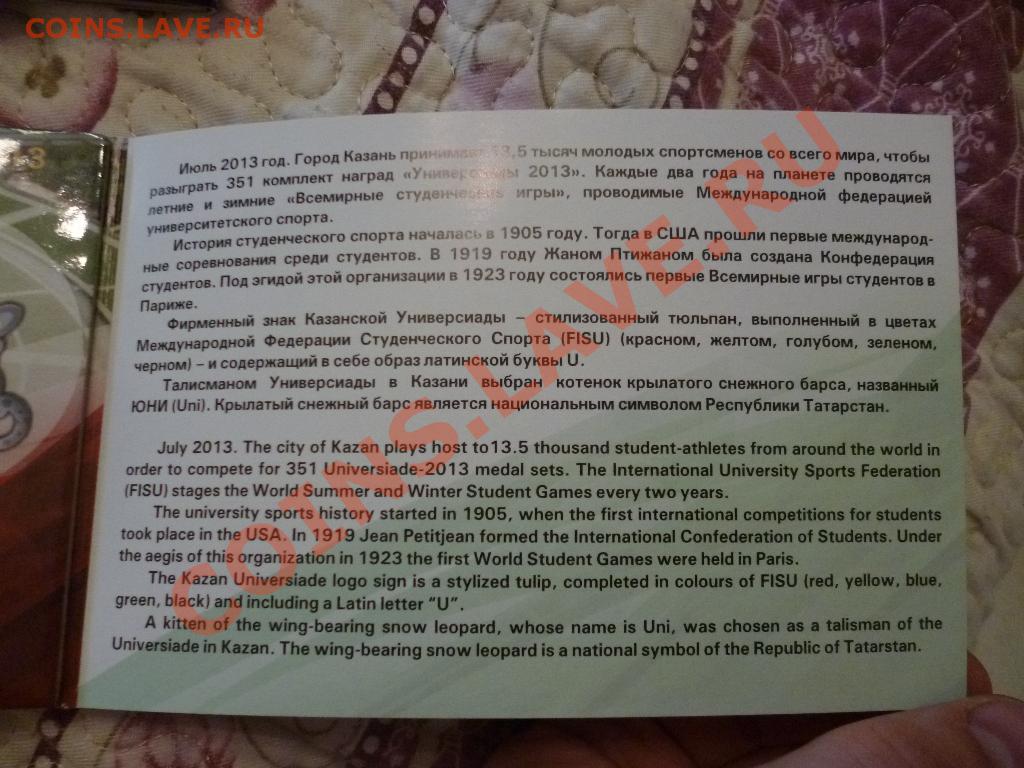 COINS.LAVE.RU
Июль 2013 год. Город Казань принимает 13,5 тысяч молодых спортсменов со всего мира, чтобы
разыграть 351 комплект наград «Универсиады 2013». Каждые два года на планете проводятся
летние и зимние «Всемирные студенческие игры», проводимые Международной федерацией
университетского спорта.
История студенческого спорта началась в 1905 году. Тогда в США прошли первые международ-
ные соревнования среди студентов. В 1919 году Жаном Птижаном была создана Конфедерация
студентов. Под эгидой этой организации в 1923 году состоялись первые Всемирные игры студентов в
Париже.
Фирменный знак Казанской Универсиады – стилизованный тюльпан, выполненный в цветах
Международной Федерации Студенческого Спорта (FISU) (красном, желтом, голубом, зеленом,
черном) – и содержащий в себе образ латинской буквы U.
Талисманом Универсиады в Казани выбран котенок крылатого снежного барса, названный
ЮНИ (Uni). Крылатый снежный барс является национальным символом Республики Татарстан.
July 2013. The city of Kazan plays host to13.5 thousand student-athletes from around the world in
order to compete for 351 Universiade-2013 medal sets. The International University Sports Federation
(FISU) stages the World Summer and Winter Student Games every two years.
The university sports history started in 1905, when the first international competitions for students
took place in the USA. In 1919 Jean Petitjean formed the International Confederation of Students. Under
the aegis of this organization in 1923 the first World Student Games were held in Paris.
The Kazan Universiade logo sign is a stylized tulip, completed in colours of FISU (red, yellow, blue,
green, black) and including a Latin letter “U”.
A kitten of the wing-bearing snow leopard, whose name is Uni, was chosen as a talisman of the
Universiade in Kazan. The wing-bearing snow leopard is a national symbol of the Republic of Tatarstan.
COINS.LAVE.RU